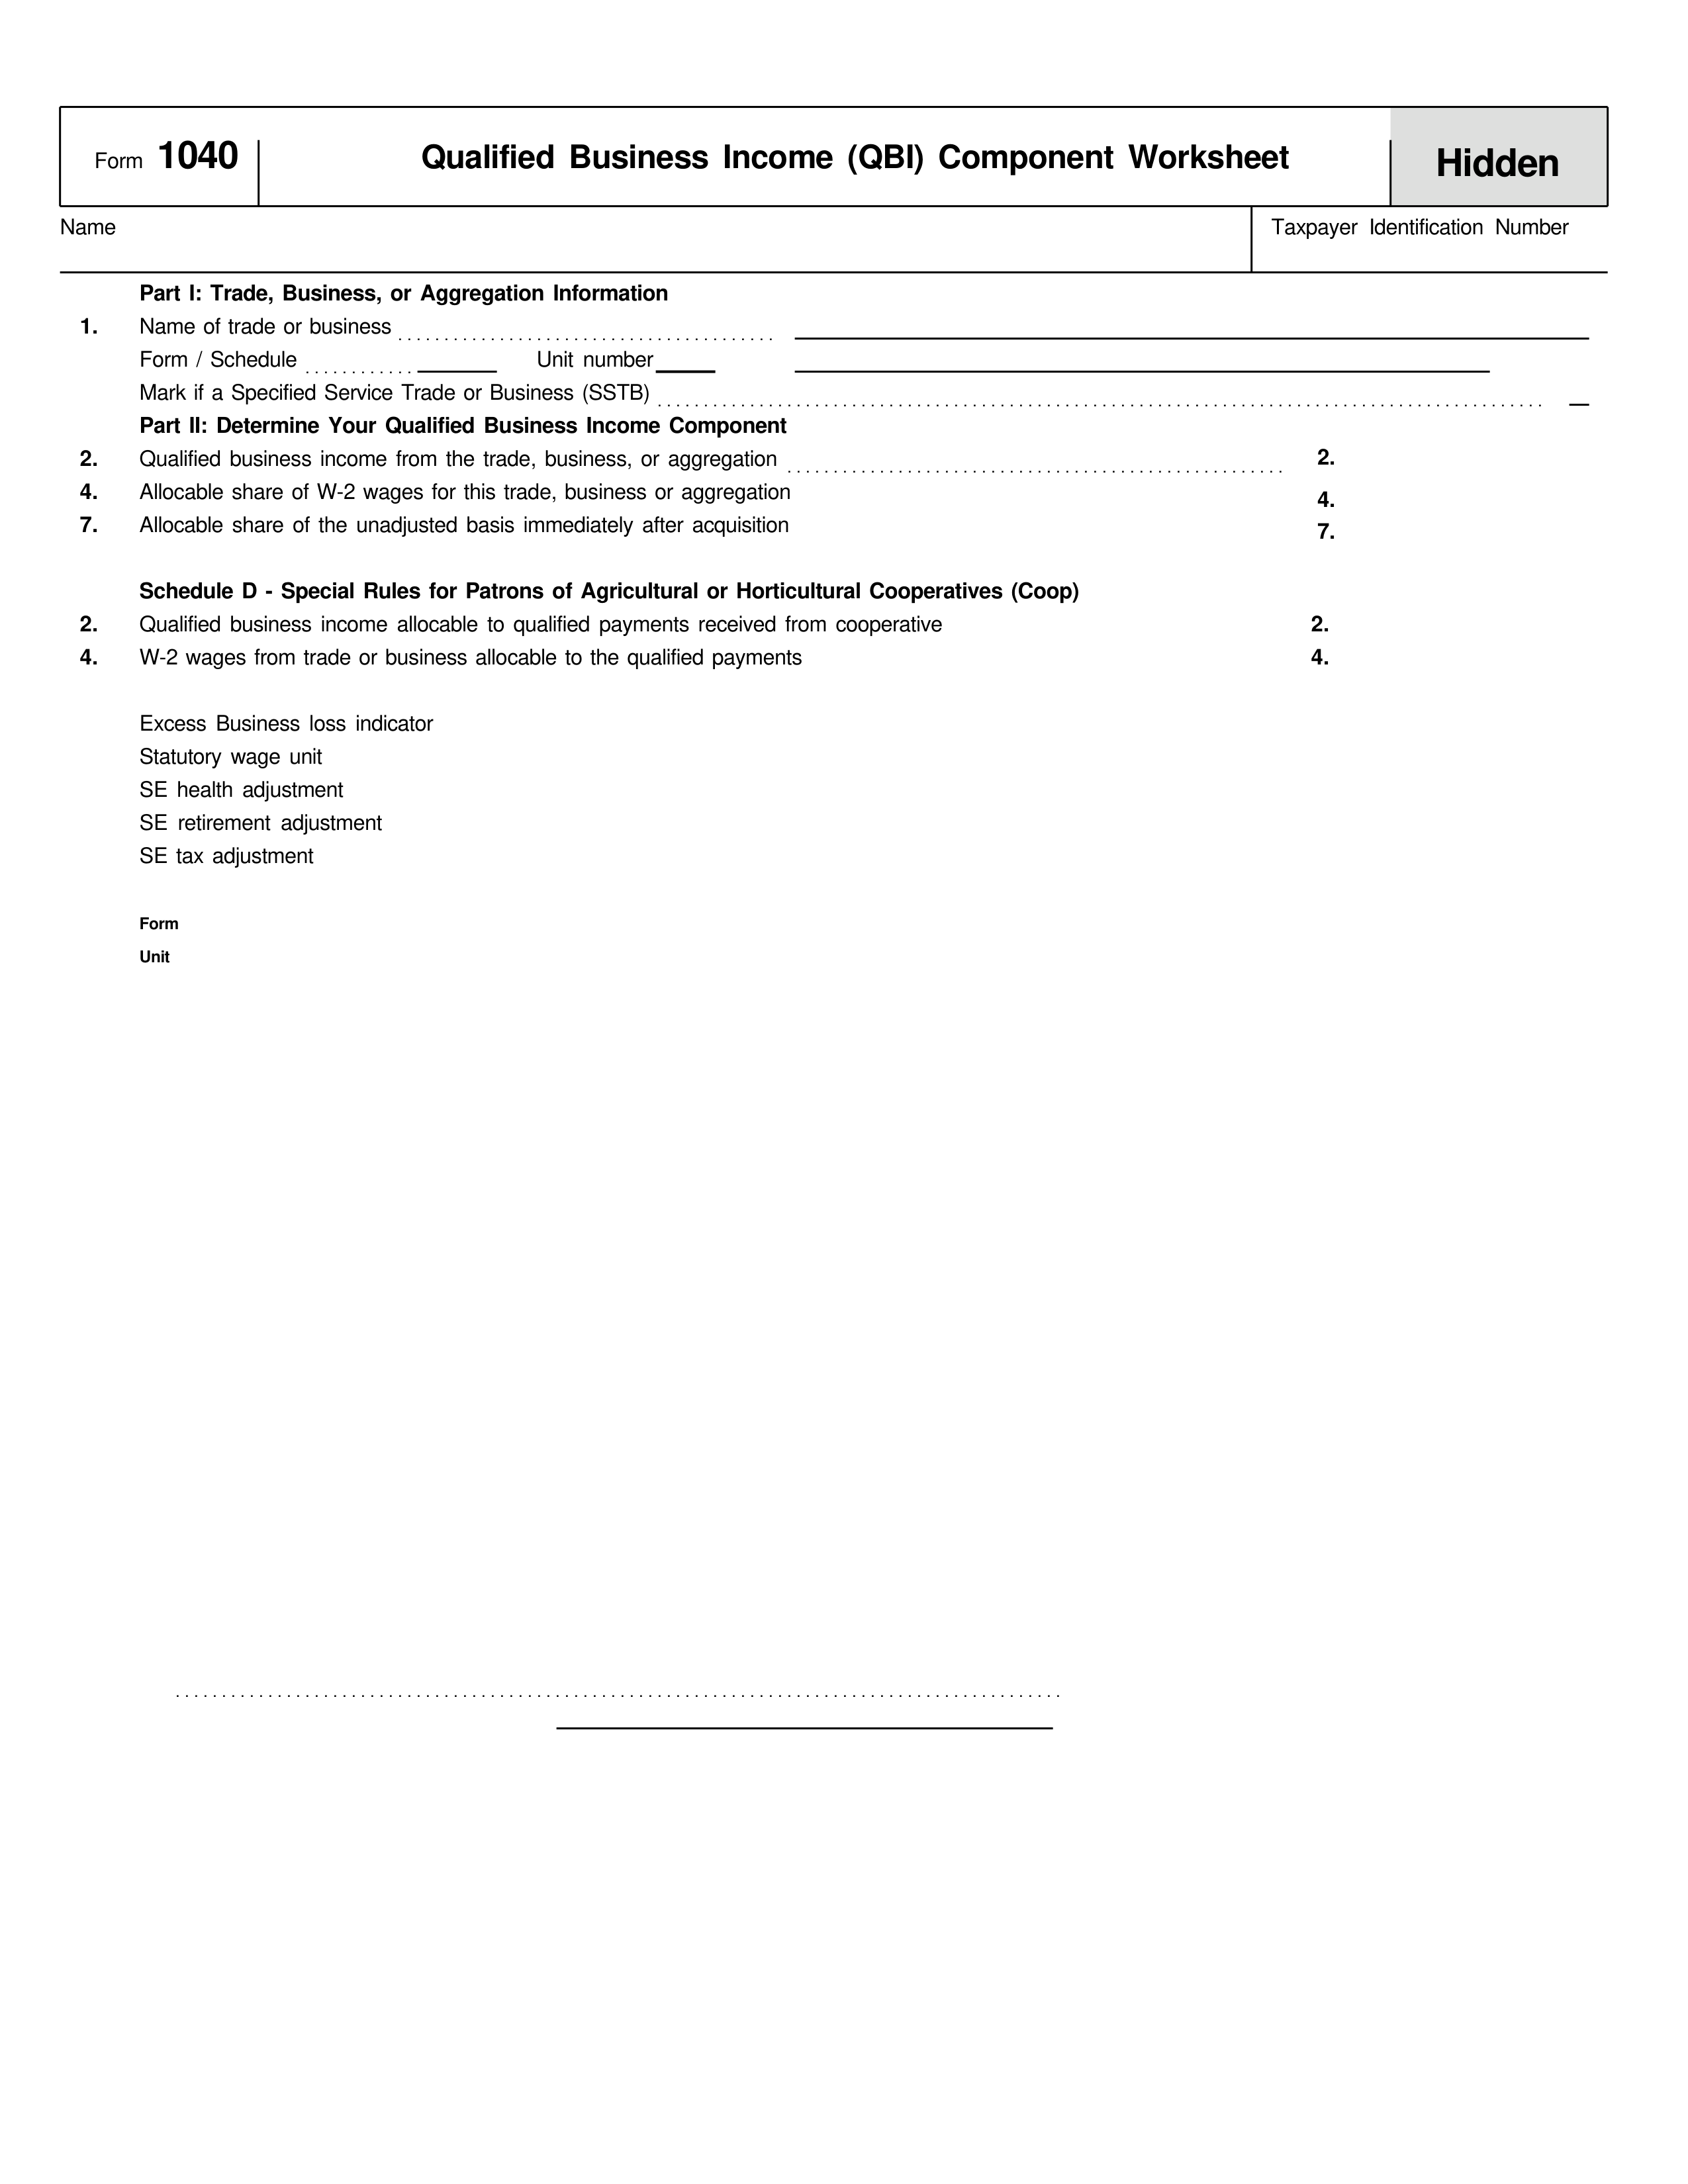 Form 1040 Qualified Business Income (QBI) Component Worksheet Hidden
Name Taxpayer Identification Number
Part I: Trade, Business, or Aggregation Information
1. Name of trade or business
Form / Schedule Unit number
Mark if a Specified Service Trade or Business (SSTB)
Part II: Determine Your Qualified Business Income Component
2. Qualified business income from the trade, business, or aggregation 2.
4. Allocable share of W-2 wages for this trade, business or aggregation 4.
7. Allocable share of the unadjusted basis immediately after acquisition 7.
Schedule D - Special Rules for Patrons of Agricultural or Horticultural Cooperatives (Coop)
2. Qualified business income allocable to qualified payments received from cooperative 2.
4. W-2 wages from trade or business allocable to the qualified payments 4.
Excess Business loss indicator
Statutory wage unit
SE health adjustment
SE retirement adjustment
SE tax adjustment
Form
Unit